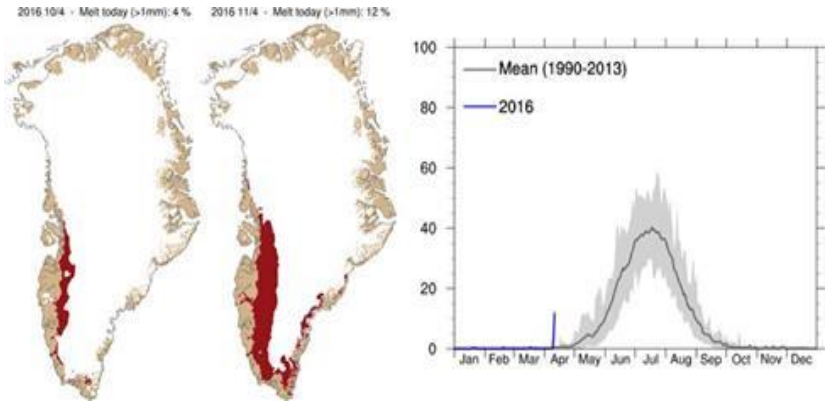 2016 10/4 - Melt today (>1mm): 4 %
2016 11/4 - Melt today (>1mm): 12 %
100
80
60
40
20
0
Mean (1990-2013)
2016
Jan Feb Mar Apr May Jun Jul Aug Sep Oct Nov Dec